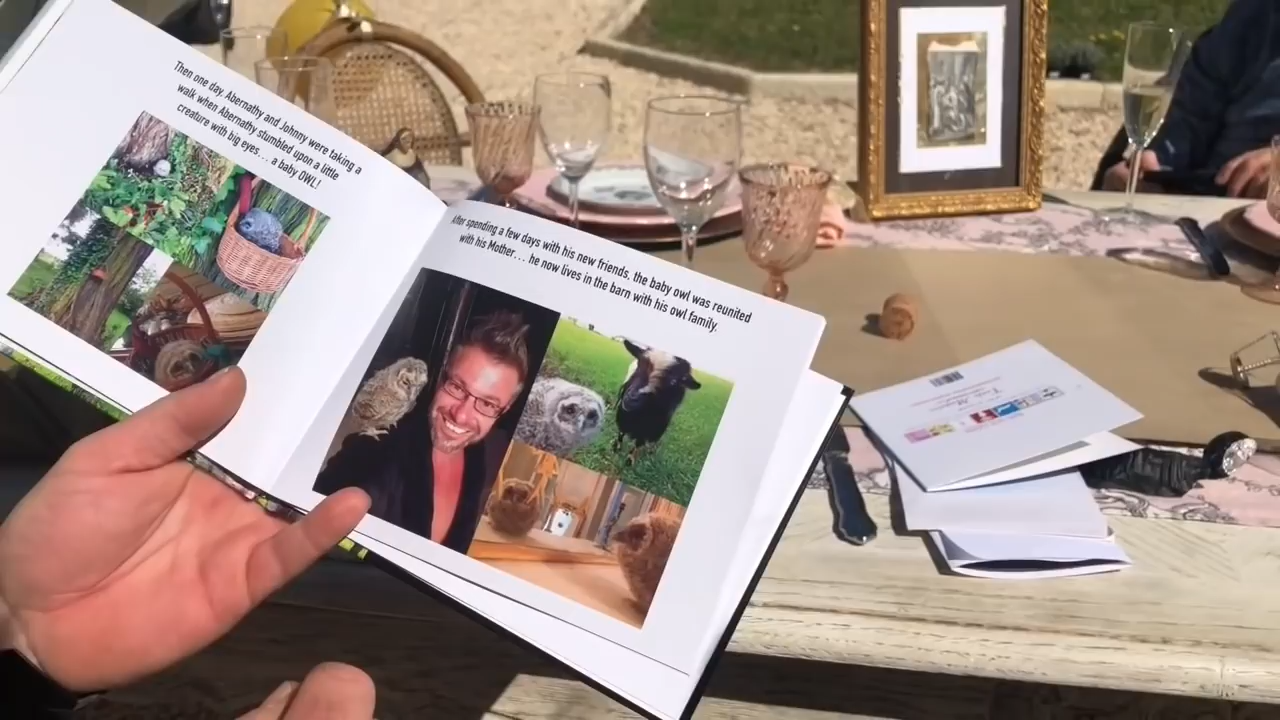 Then one day, Abernathy and Johnny were taking a
walk when Abernathy stumbled upon a little
creature with big eyes... a baby OWL!
After spending a few days with his new friends, the baby owl was reunited
with his Mother... he now lives in the barn with his owl family.